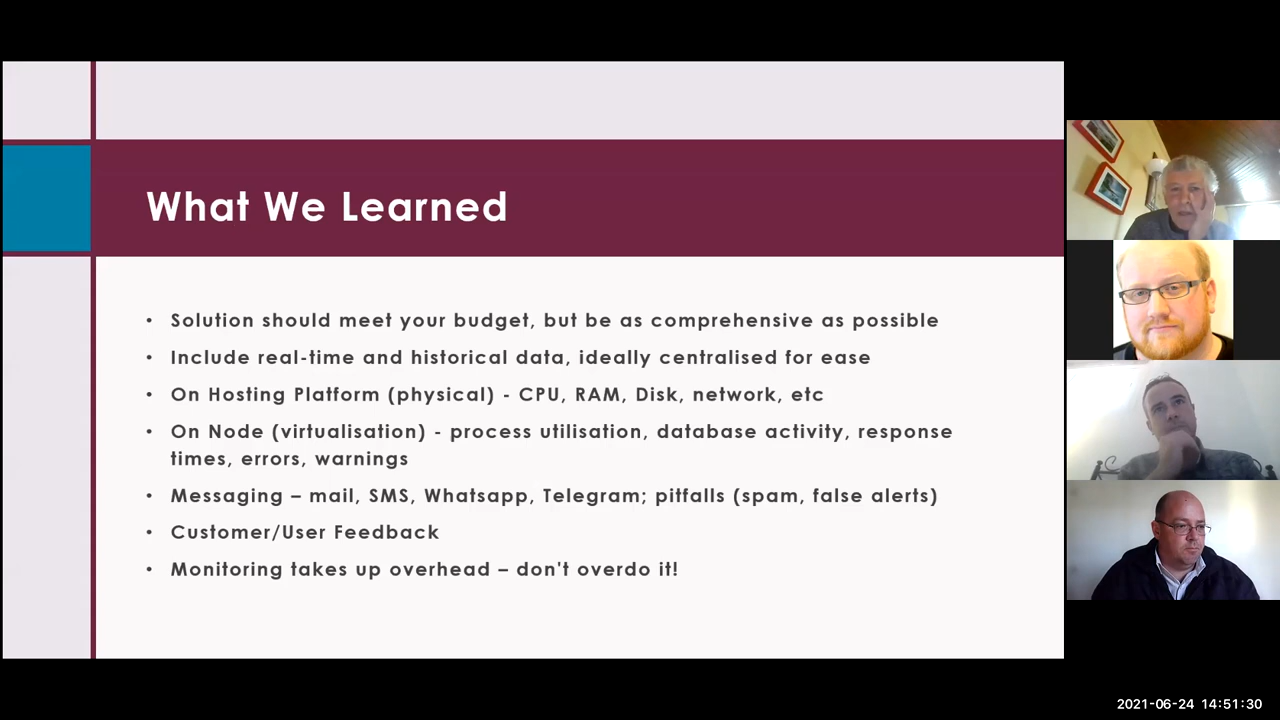 What We Learned
• Solution should meet your budget, but be as comprehensive as possible
• Include real-time and historical data, ideally centralised for ease
• On Hosting Platform (physical) - CPU, RAM, Disk, network, etc
• On Node (virtualisation) - process utilisation, database activity, response
times, errors, warnings
• Messaging – mail, SMS, Whatsapp, Telegram; pitfalls (spam, false alerts)
• Customer/User Feedback
• Monitoring takes up overhead – don't overdo it!
2021-06-24 14:51:30